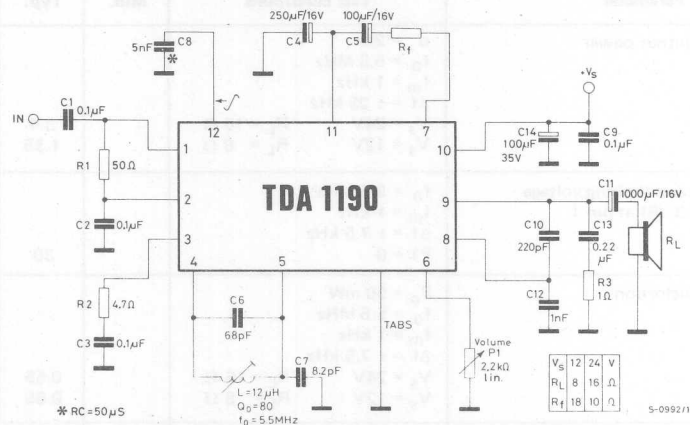 250µF/16V
100µF/16V
C4
C5
Rf
5nF
C8
*
+Vs
IN
C1
0.1µF
12
11
7
1
10
C14
100µF
35V
C9
0.1µF
R1
50Ω
TDA 1190
2
9
C11
1000µF/16V
C2
0.1µF
3
8
C10
220pF
C13
0.22
µF
RL
R2
4.7Ω
4
5
6
C12
1nF
R3
1Ω
C3
0.1µF
C6
68pF
TABS
Volume
P1
2,2kΩ
lin.
C7
8.2pF
L=12µH
Qo=80
fo=5.5MHz
* RC=50µS
Vs 12 24 V
RL 8 16 Ω
Rf 18 10 Ω
S-0992/1